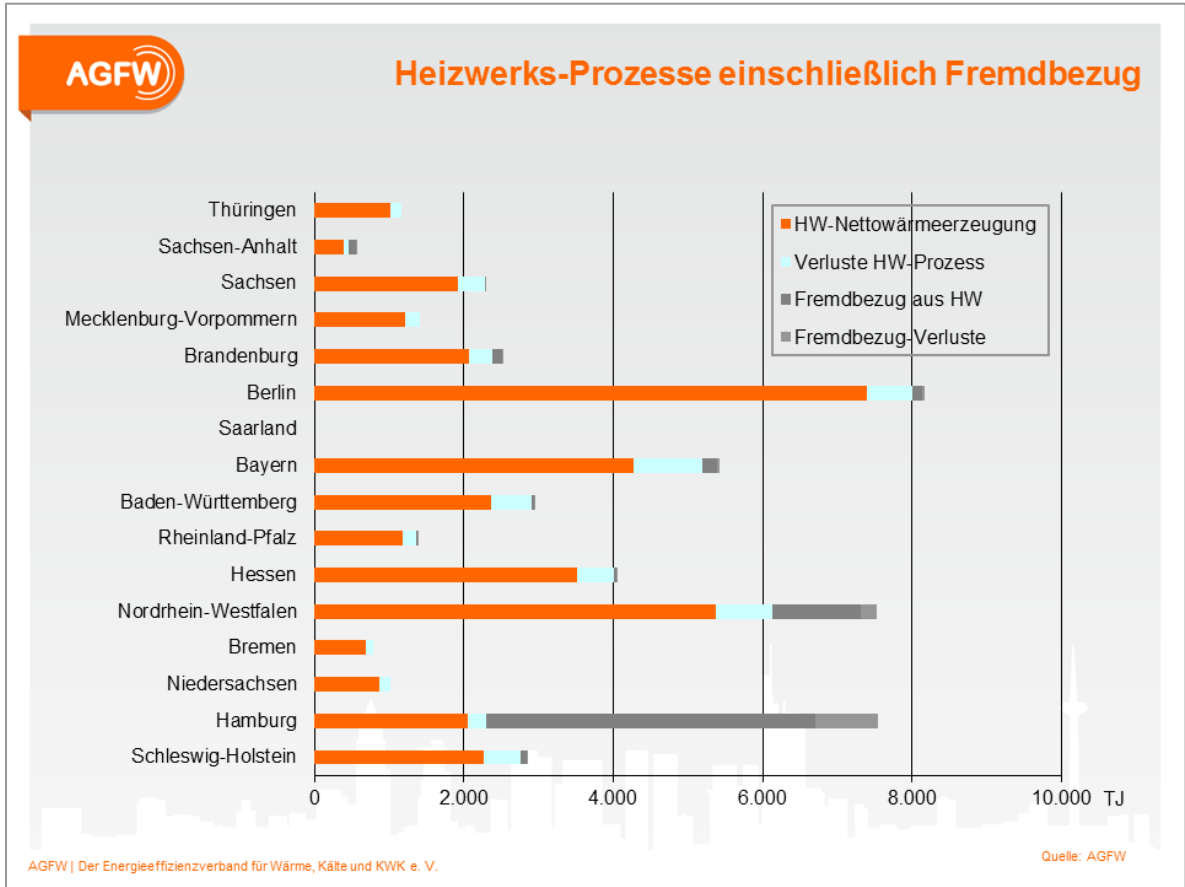 AGFW
Heizwerks-Prozesse einschließlich Fremdbezug
Thüringen
Sachsen-Anhalt
Sachsen
Mecklenburg-Vorpommern
Brandenburg
Berlin
Saarland
Bayern
Baden-Württemberg
Rheinland-Pfalz
Hessen
Nordrhein-Westfalen
Bremen
Niedersachsen
Hamburg
Schleswig-Holstein
HW-Nettowärmeerzeugung
Verluste HW-Prozess
Fremdbezug aus HW
Fremdbezug-Verluste
0 2.000 4.000 6.000 8.000 10.000 TJ
Quelle: AGFW
AGFW | Der Energieeffizienzverband für Wärme, Kälte und KWK e. V.